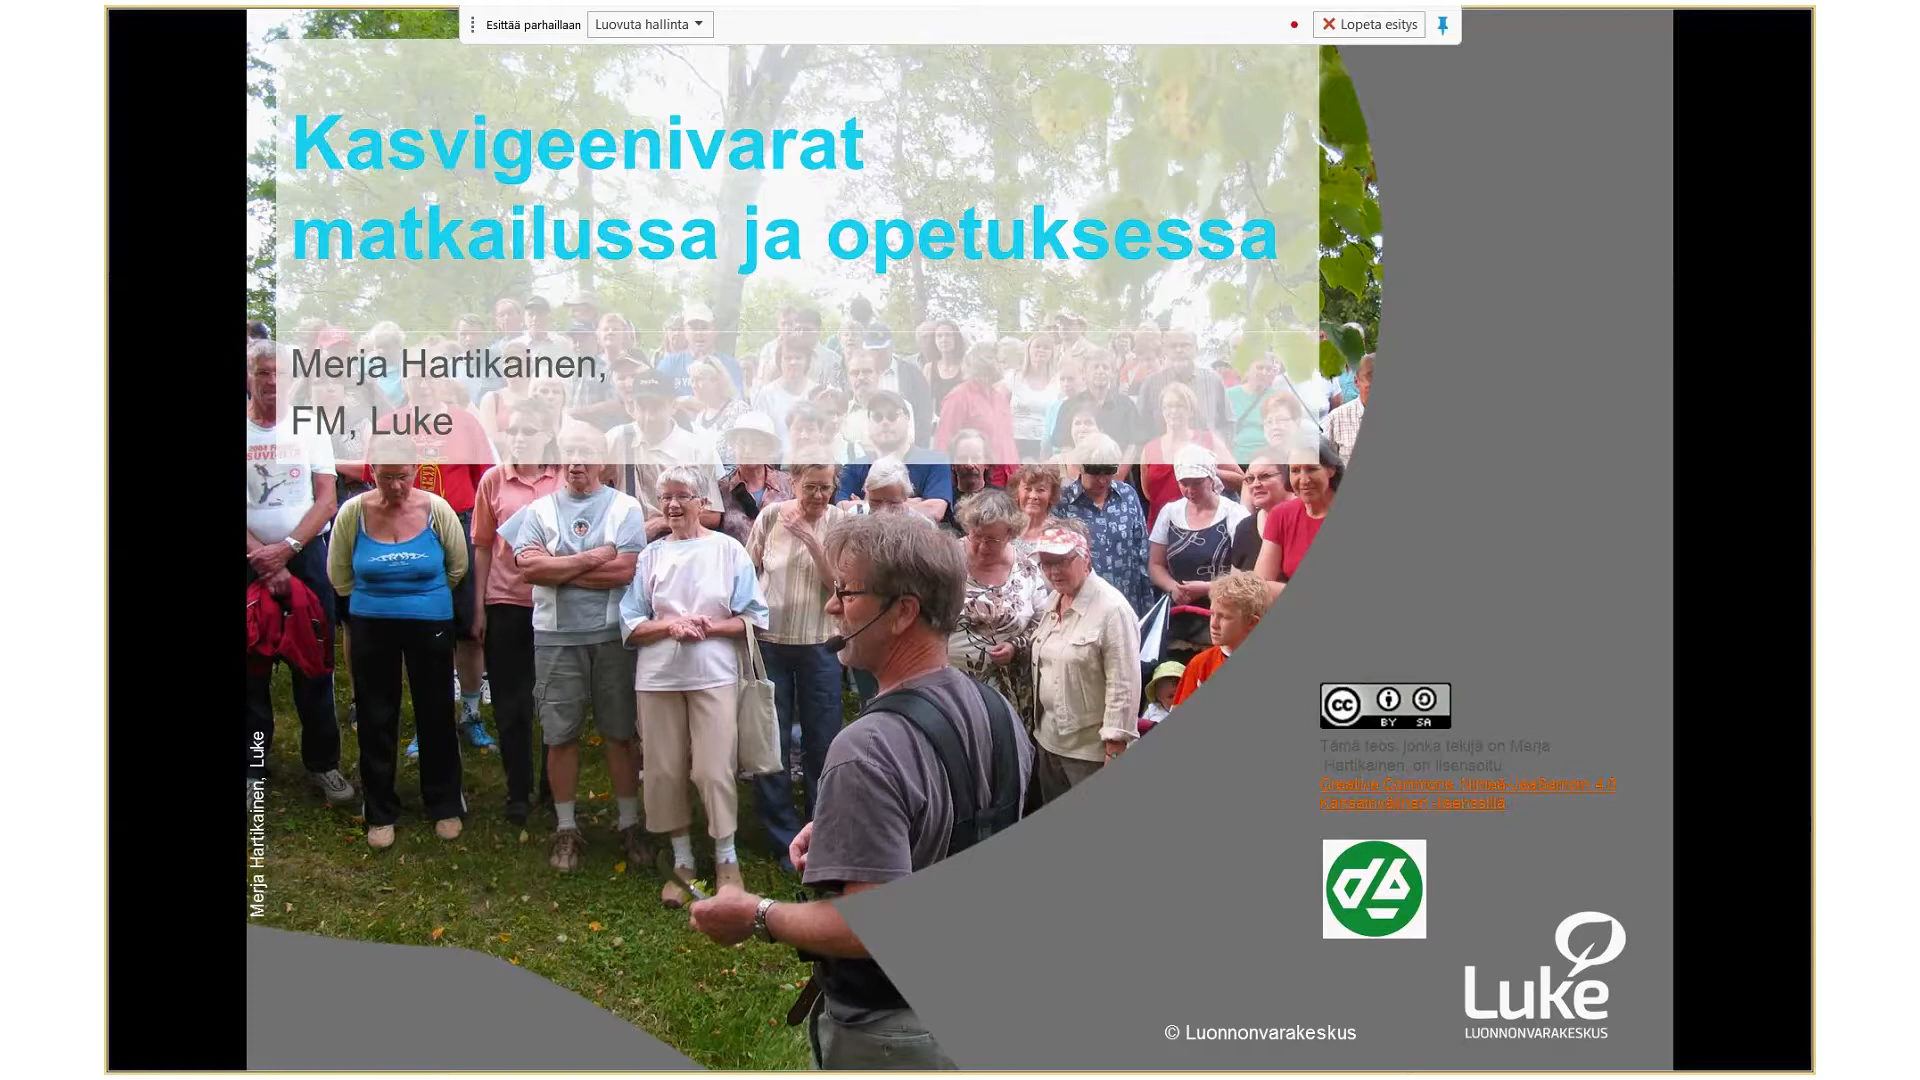 Esittää parhaillaan
Luovuta hallinta
Lopeta esitys
Kasvigeenivarat
matkailussa ja opetuksessa
Merja Hartikainen,
FM, Luke
Merja Hartikainen, Luke
CC BY SA
Tämä teos, jonka tekijä on Merja
Hartikainen, on lisensoitu
Creative Commons Nimeä-JaaSamoin 4.0
Kansainvälinen -lisenssillä
Luke
LUONNONVARAKESKUS
© Luonnonvarakeskus